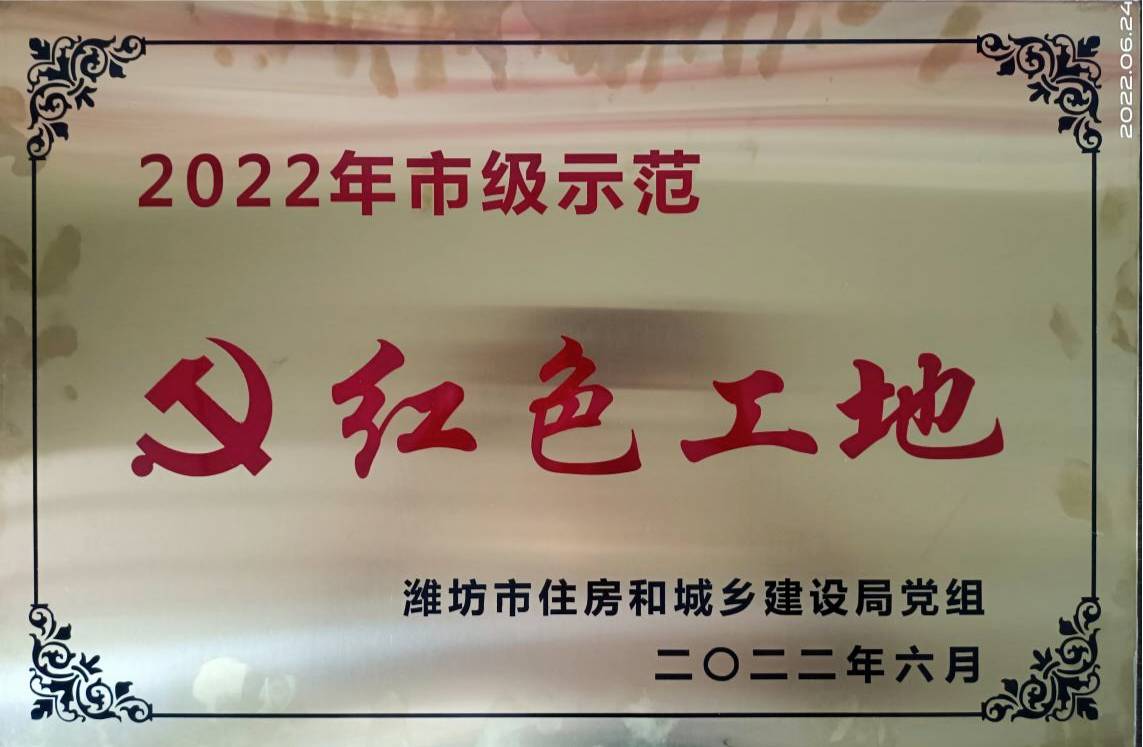 2022年市级示范
红色工地
潍坊市住房和城乡建设局党组
二〇二二年六月
2022.06.24